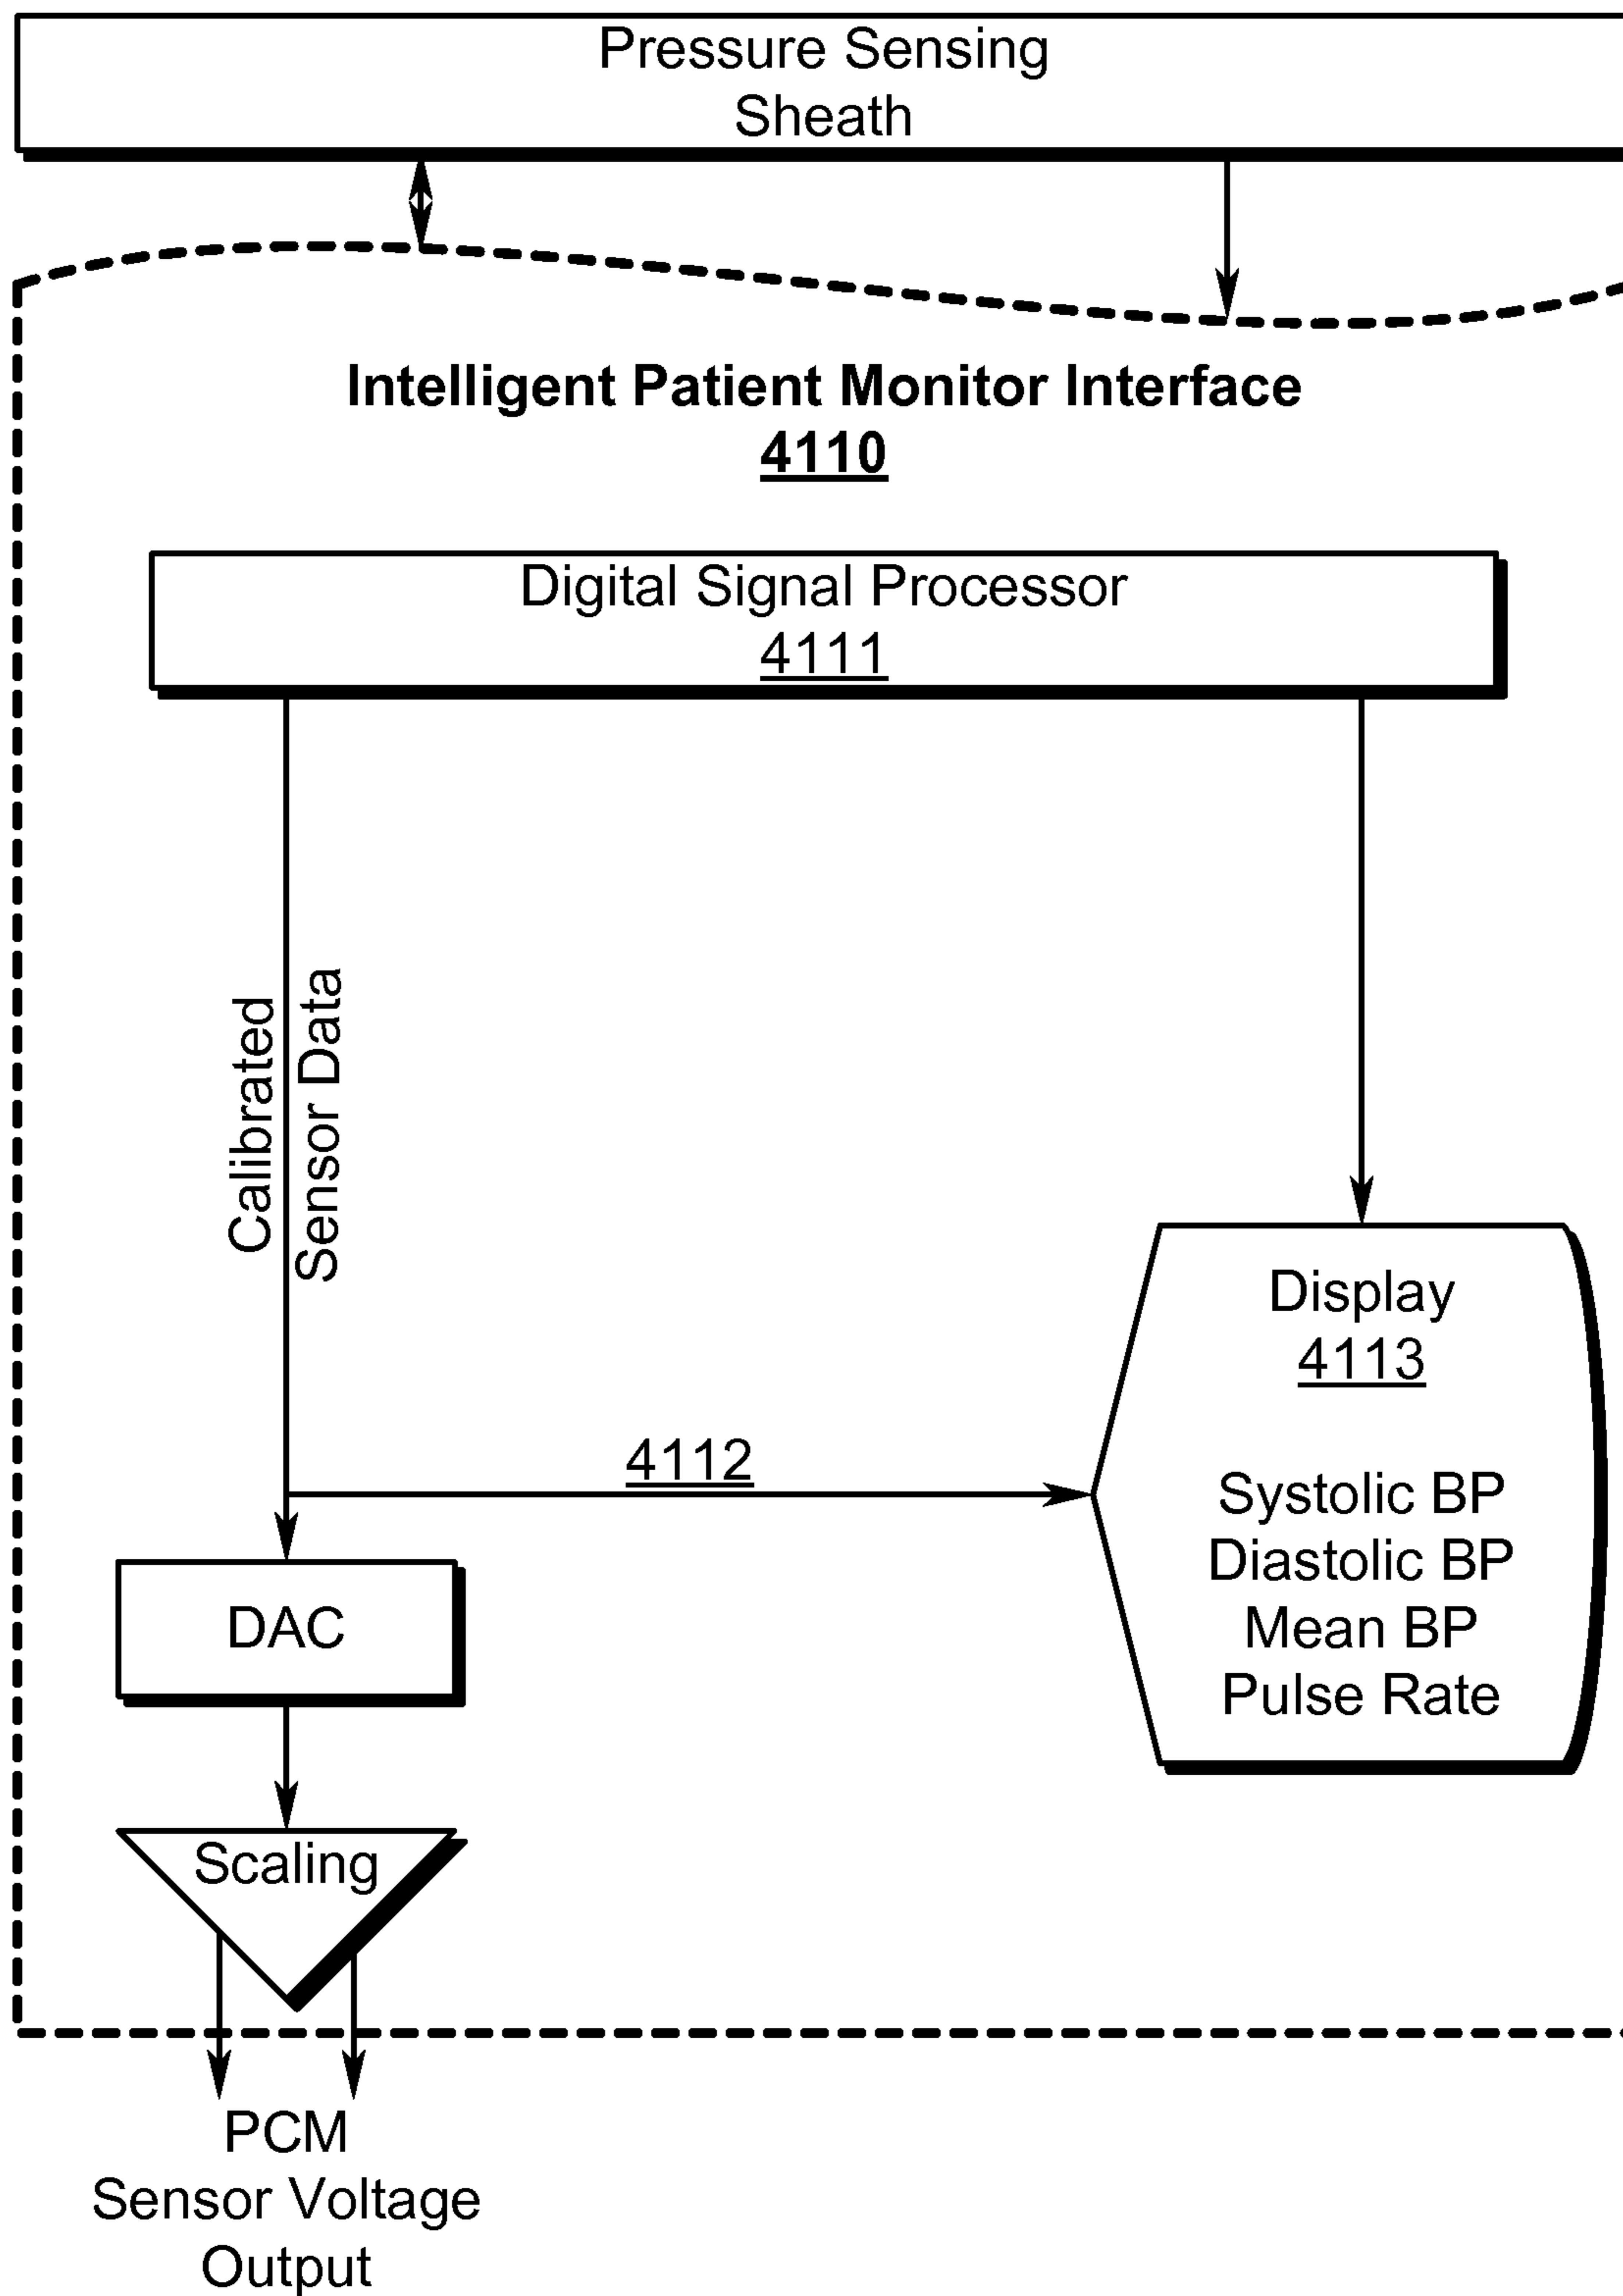 Pressure Sensing
Sheath
Intelligent Patient Monitor Interface
4110
Digital Signal Processor
4111
Calibrated
Sensor Data
Display
4113
4112
Systolic BP
Diastolic BP
Mean BP
Pulse Rate
DAC
Scaling
PCM
Sensor Voltage
Output